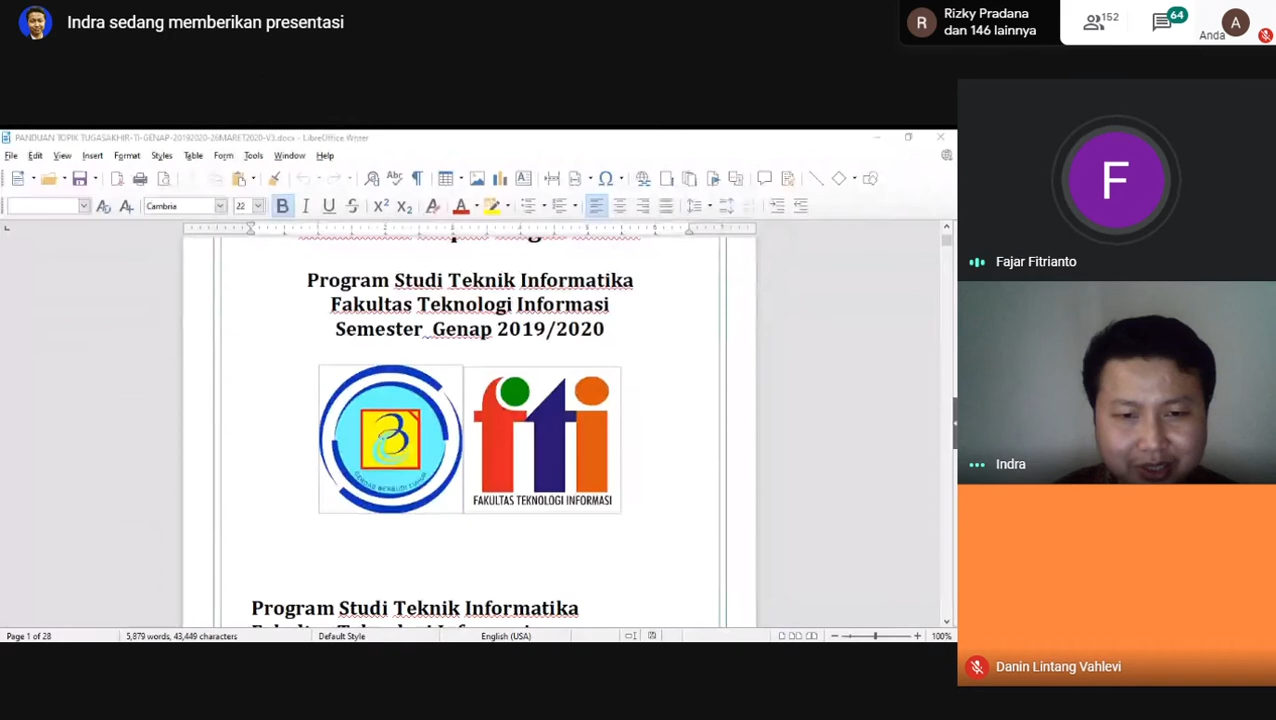 Indra sedang memberikan presentasi
R
Rizky Pradana
dan 146 lainnya
152
64
Anda
A
PANDUAN TOPIK TUGASAKHIR-TI-GENAP-20192020-26MARET2020-V3.docx - LibreOffice Writer
File Edit View Insert Format Styles Table Form Tools Window Help
Cambria
22
Program Studi Teknik Informatika
Fakultas Teknologi Informasi
Semester Genap 2019/2020
fti
FAKULTAS TEKNOLOGI INFORMASI
Program Studi Teknik Informatika
Page 1 of 28
5,879 words, 43,449 characters
Default Style
English (USA)
100%
F
Fajar Fitrianto
Indra
Danin Lintang Vahlevi